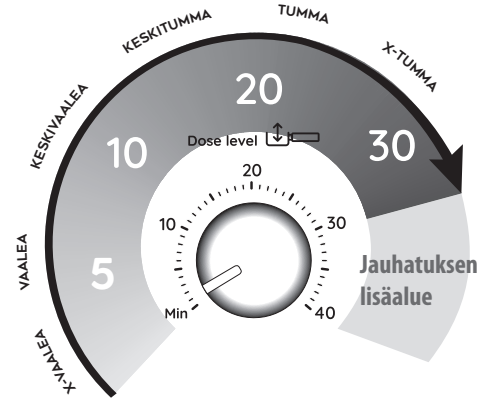 X-VAALEA
VAALEA
KESKIVAALEA
KESKITUMMA
TUMMA
X-TUMMA
5
10
20
30
Dose level
Min
10
20
30
40
Jauhatuksen
lisäalue